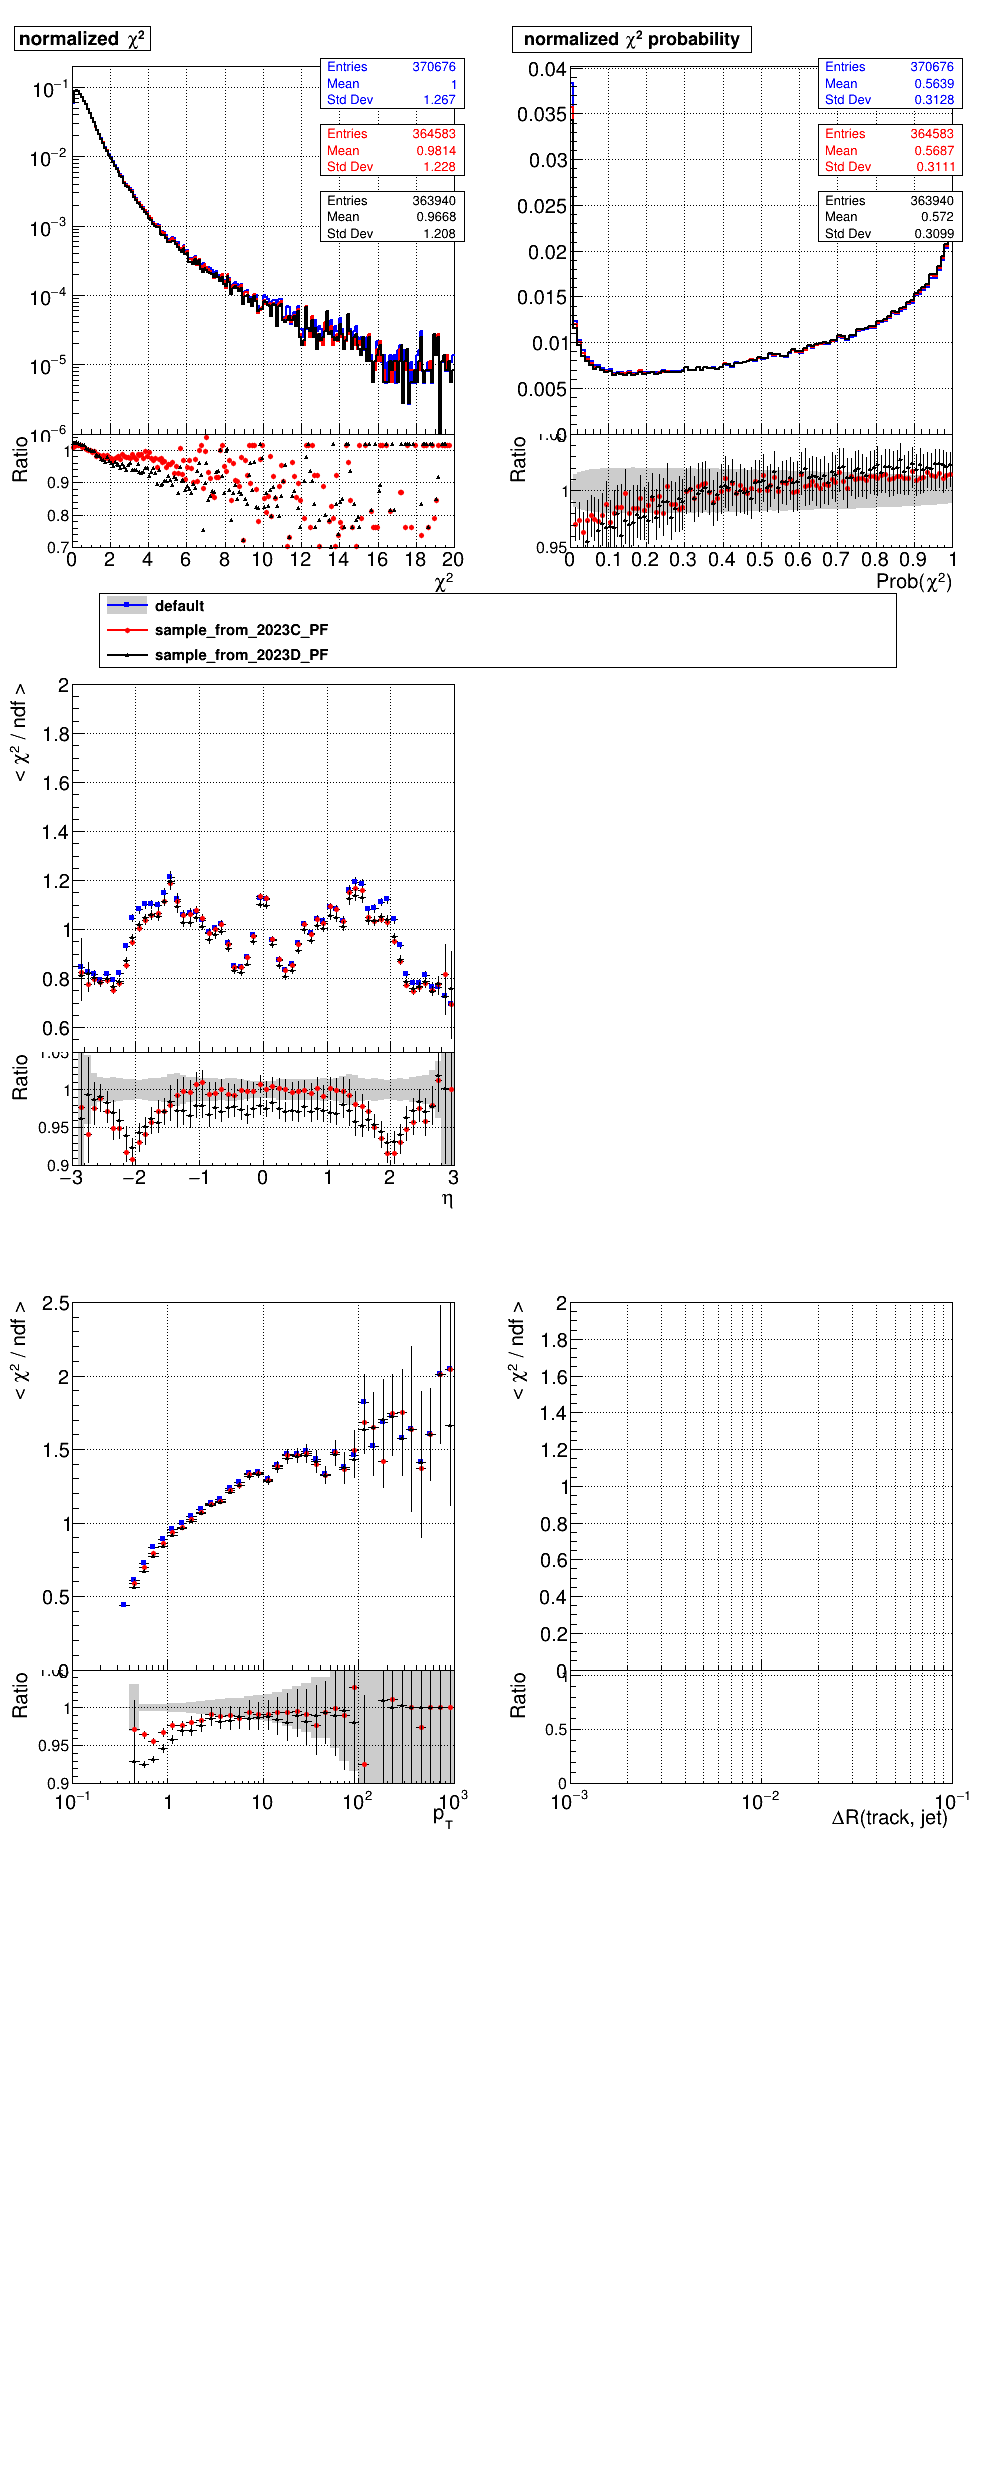 normalized χ²
Entries 370676
Mean 1
Std Dev 1.267
Entries 364583
Mean 0.9814
Std Dev 1.228
Entries 363940
Mean 0.9668
Std Dev 1.208
10⁻¹
10⁻²
10⁻³
10⁻⁴
10⁻⁵
10⁻⁶
Ratio
1
0.9
0.8
0.7
0 2 4 6 8 10 12 14 16 18 20
χ²
normalized χ² probability
Entries 370676
Mean 0.5639
Std Dev 0.3128
Entries 364583
Mean 0.5687
Std Dev 0.3111
Entries 363940
Mean 0.572
Std Dev 0.3099
0.04
0.035
0.03
0.025
0.02
0.015
0.01
0.005
0
Ratio
1
0.95
0 0.1 0.2 0.3 0.4 0.5 0.6 0.7 0.8 0.9 1
Prob(χ²)
default
sample_from_2023C_PF
sample_from_2023D_PF
< χ² / ndf >
2
1.8
1.6
1.4
1.2
1
0.8
0.6
Ratio
1.05
1
0.95
0.9
−3 −2 −1 0 1 2 3
η
< χ² / ndf >
2.5
2
1.5
1
0.5
0
Ratio
1
0.95
0.9
10⁻¹ 1 10 10² 10³
p_T
< χ² / ndf >
2
1.8
1.6
1.4
1.2
1
0.8
0.6
0.4
0.2
0
Ratio
1
0.5
0
10⁻³ 10⁻² 10⁻¹
ΔR(track, jet)